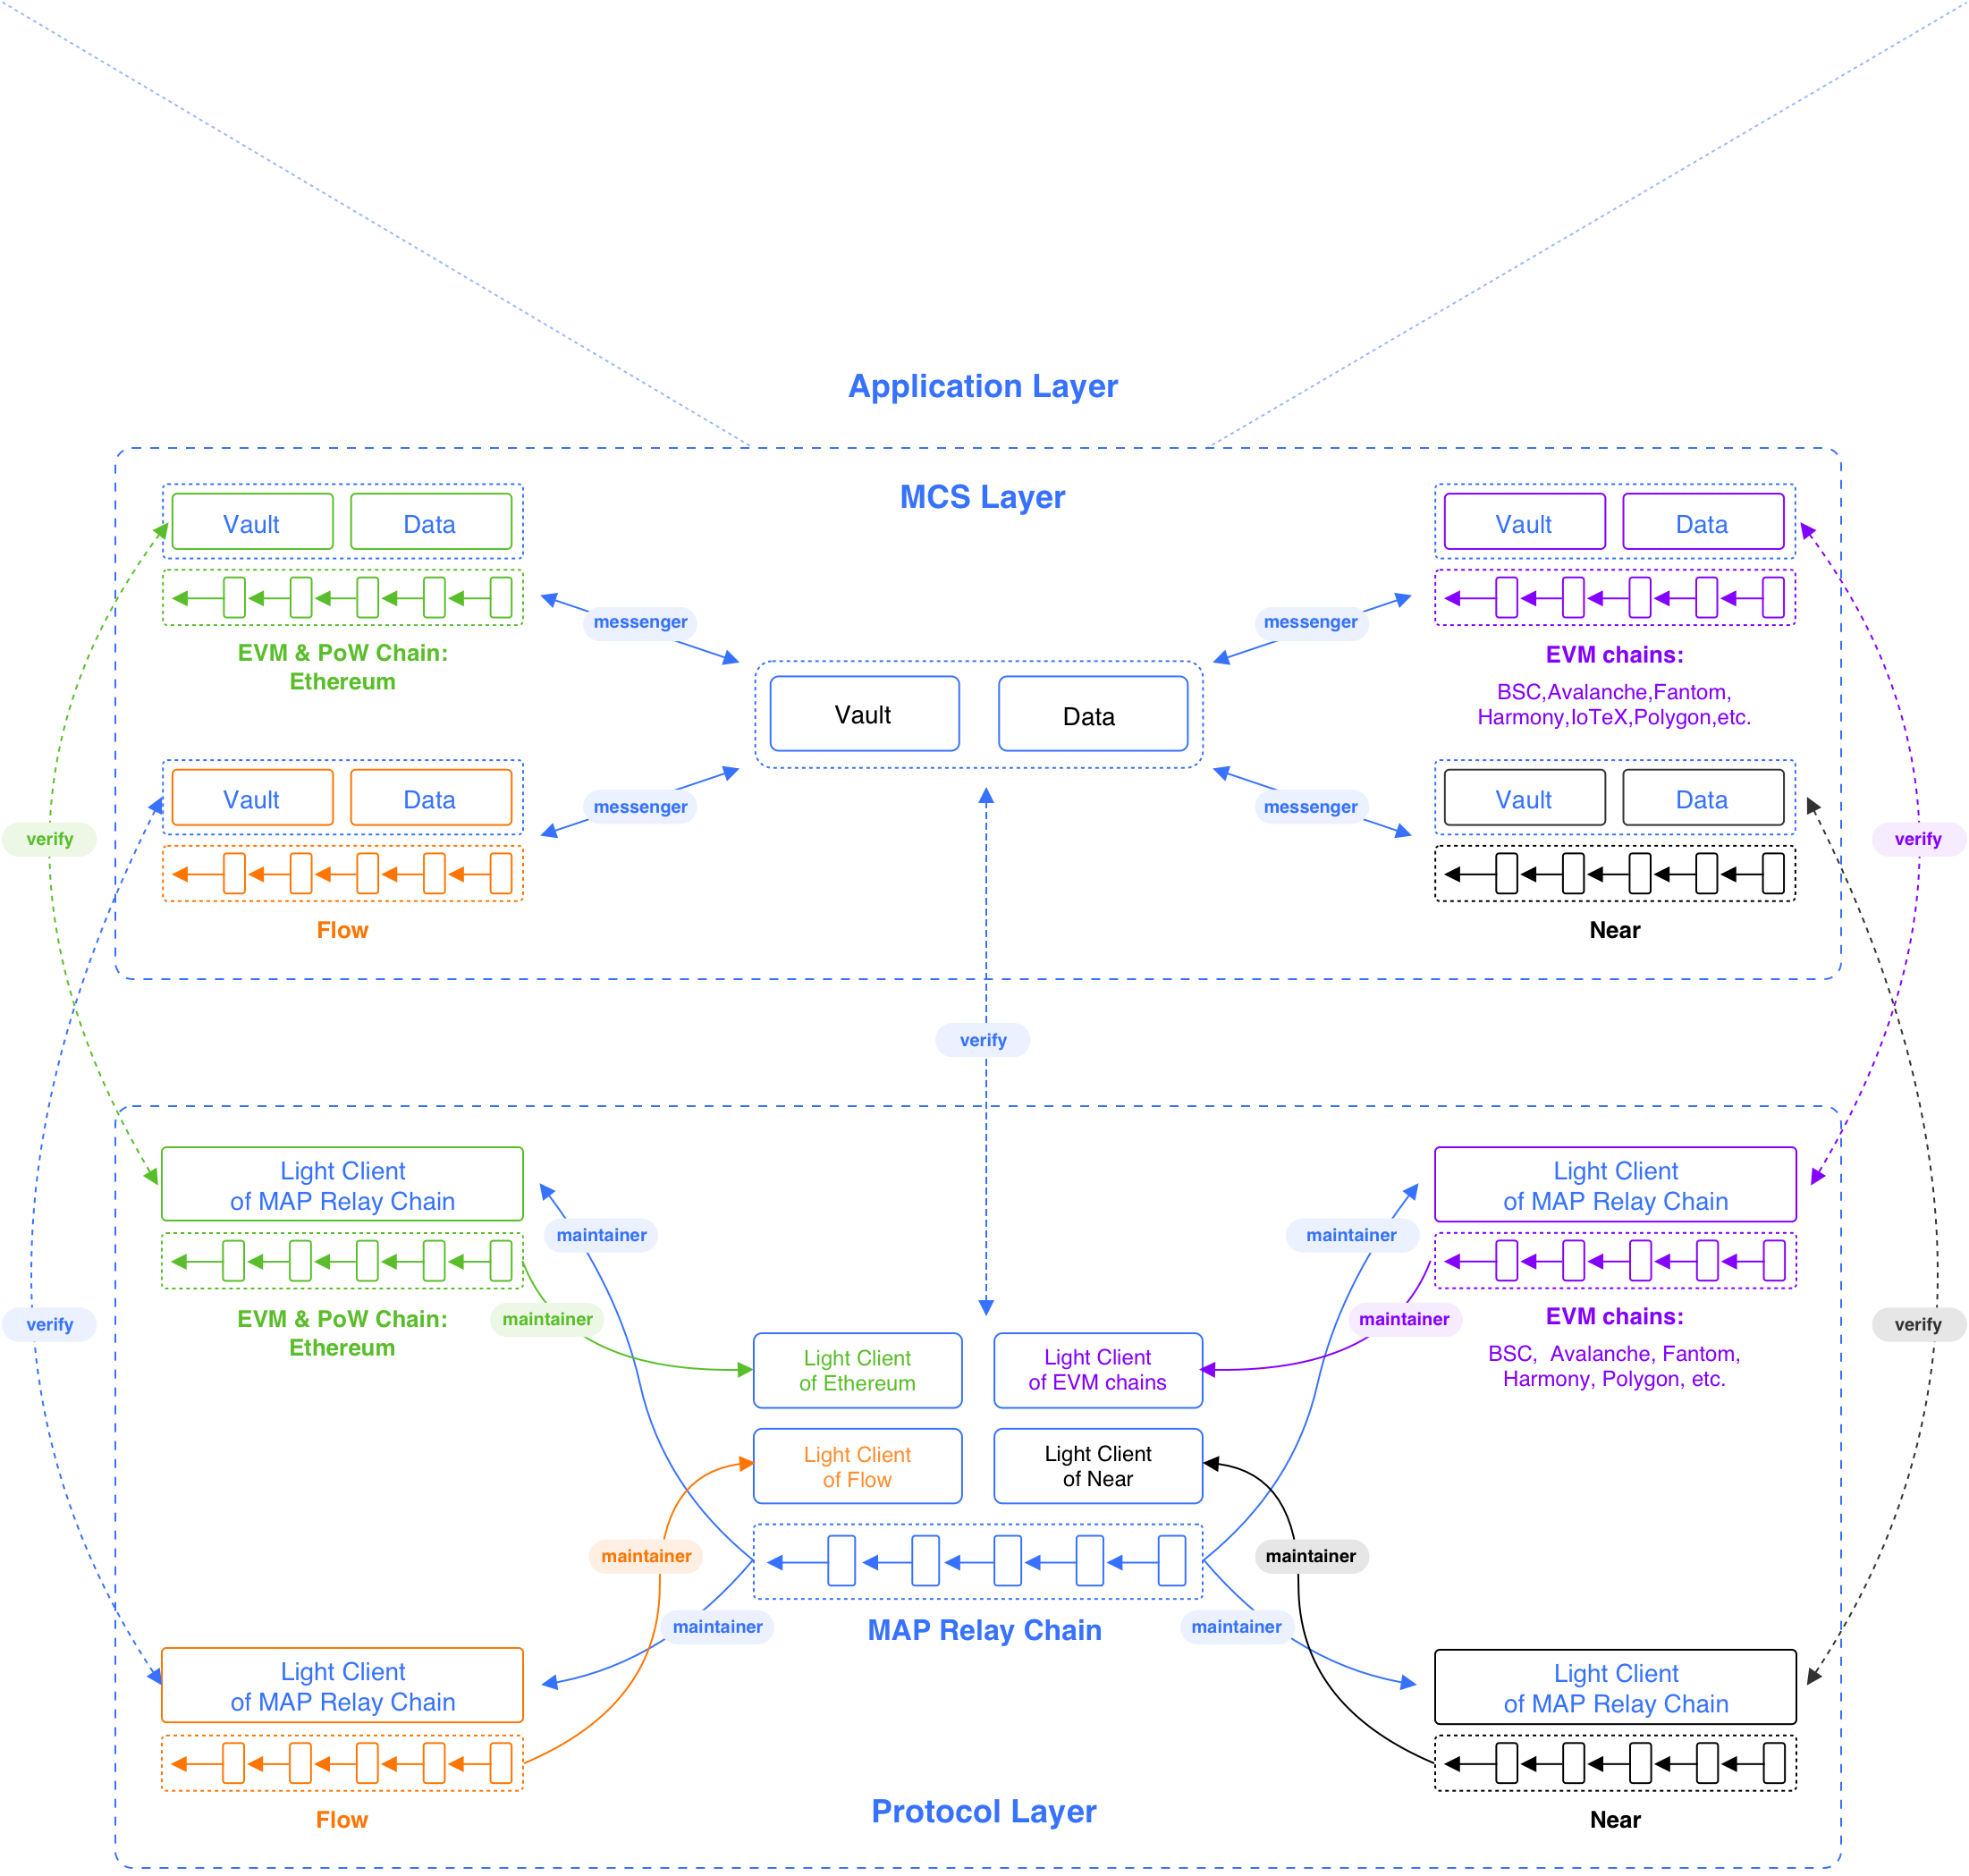 Application Layer
MCS Layer
Vault
Data
EVM & PoW Chain:
Ethereum
Vault
Data
EVM chains:
BSC,Avalanche,Fantom,
Harmony,IoTeX,Polygon,etc.
messenger
messenger
Vault
Data
messenger
messenger
Vault
Data
Flow
Vault
Data
Near
verify
verify
verify
verify
verify
Light Client
of MAP Relay Chain
EVM & PoW Chain:
Ethereum
Light Client
of MAP Relay Chain
EVM chains:
BSC,  Avalanche, Fantom,
Harmony, Polygon, etc.
maintainer
maintainer
maintainer
maintainer
Light Client
of Ethereum
Light Client
of EVM chains
Light Client
of Flow
Light Client
of Near
maintainer
maintainer
maintainer
maintainer
MAP Relay Chain
Light Client
of MAP Relay Chain
Flow
Light Client
of MAP Relay Chain
Near
Protocol Layer